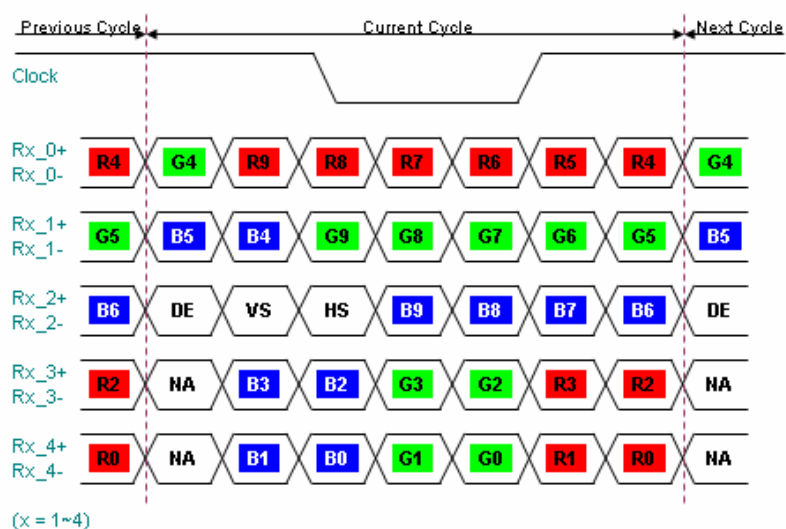 Previous Cycle Current Cycle Next Cycle
Clock
Rx_0+
Rx_0-
R4 G4 R9 R8 R7 R6 R5 R4 G4
Rx_1+
Rx_1-
G5 B5 B4 G9 G8 G7 G6 G5 B5
Rx_2+
Rx_2-
B6 DE VS HS B9 B8 B7 B6 DE
Rx_3+
Rx_3-
R2 NA B3 B2 G3 G2 R3 R2 NA
Rx_4+
Rx_4-
R0 NA B1 B0 G1 G0 R1 R0 NA
(x = 1~4)